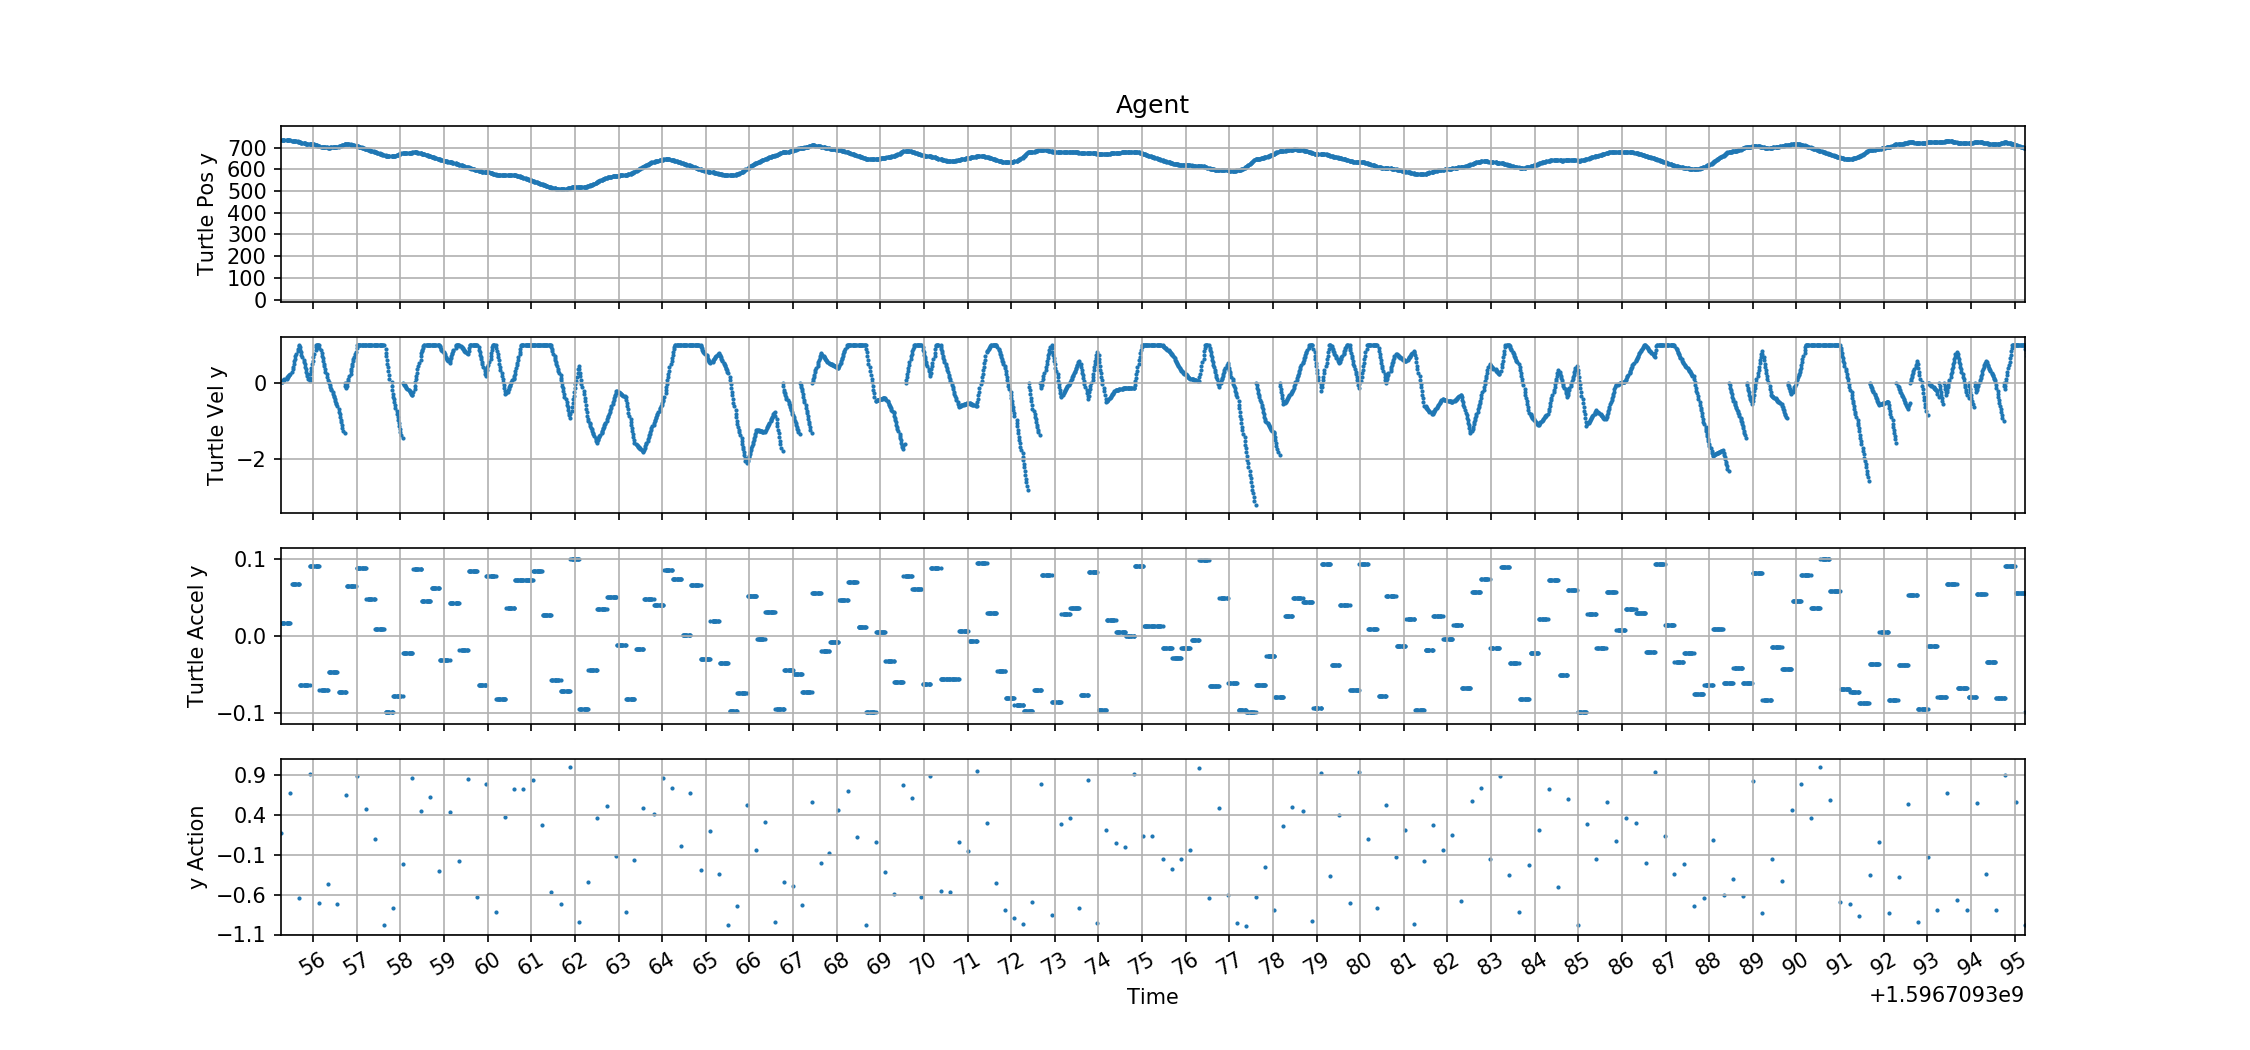 Agent
Turtle Pos y
700
600
500
400
300
200
100
0
Turtle Vel y
0
−2
Turtle Accel y
0.1
0.0
−0.1
y Action
0.9
0.4
−0.1
−0.6
−1.1
56 57 58 59 60 61 62 63 64 65 66 67 68 69 70 71 72 73 74 75 76 77 78 79 80 81 82 83 84 85 86 87 88 89 90 91 92 93 94 95
Time
+1.5967093e9